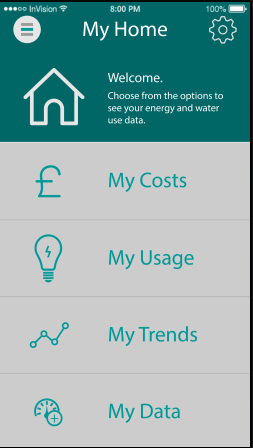 InVision 8:00 PM 100%
My Home
Welcome.
Choose from the options to
see your energy and water
use data.
£ My Costs
My Usage
My Trends
My Data